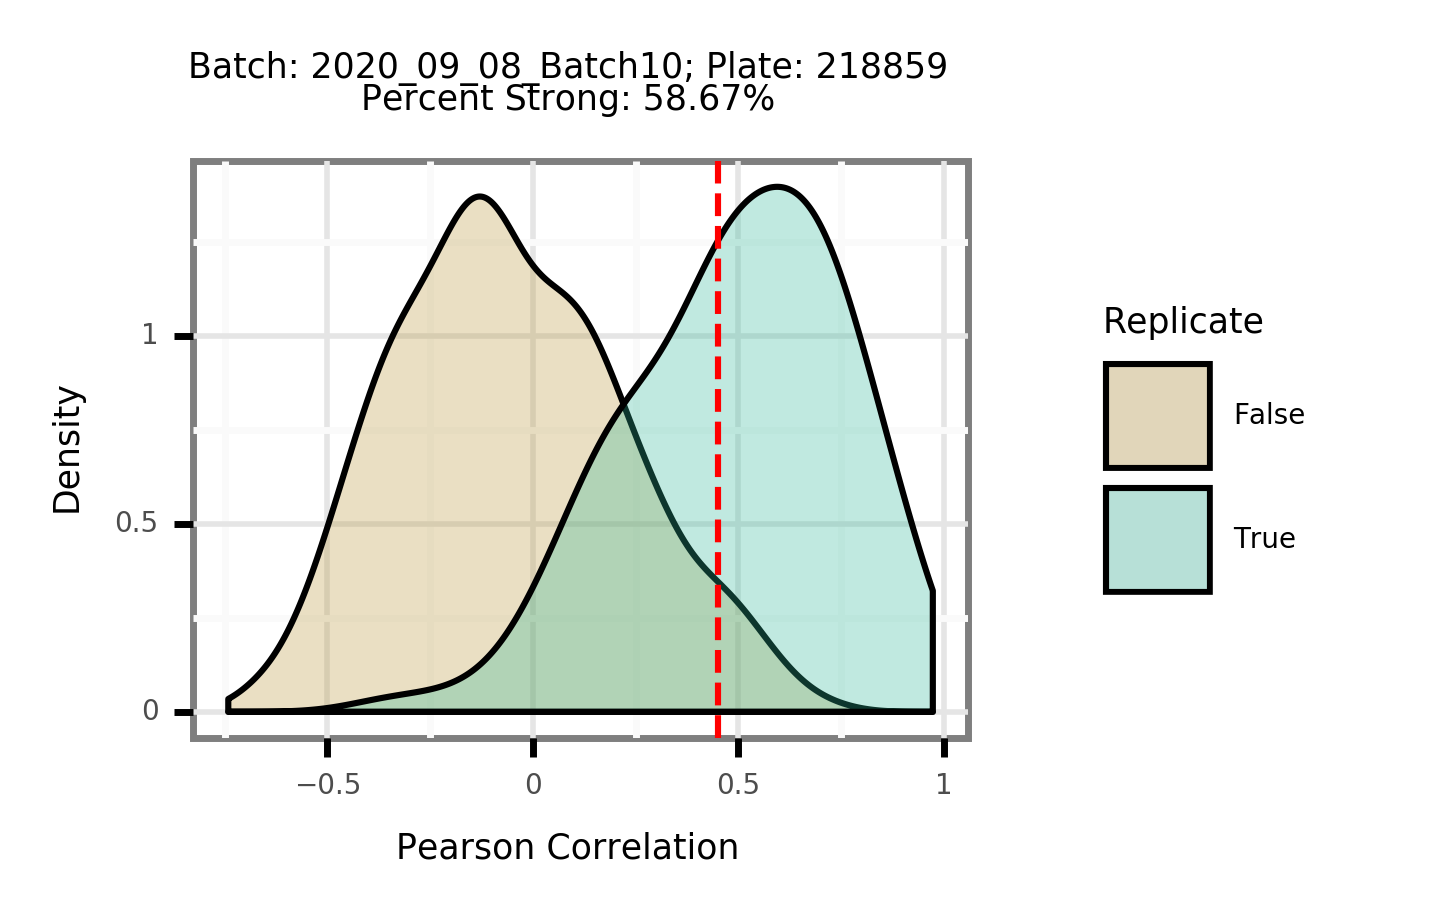 Batch: 2020_09_08_Batch10; Plate: 218859
Percent Strong: 58.67%
Density
1
0.5
0
−0.5
0
0.5
1
Pearson Correlation
Replicate
False
True